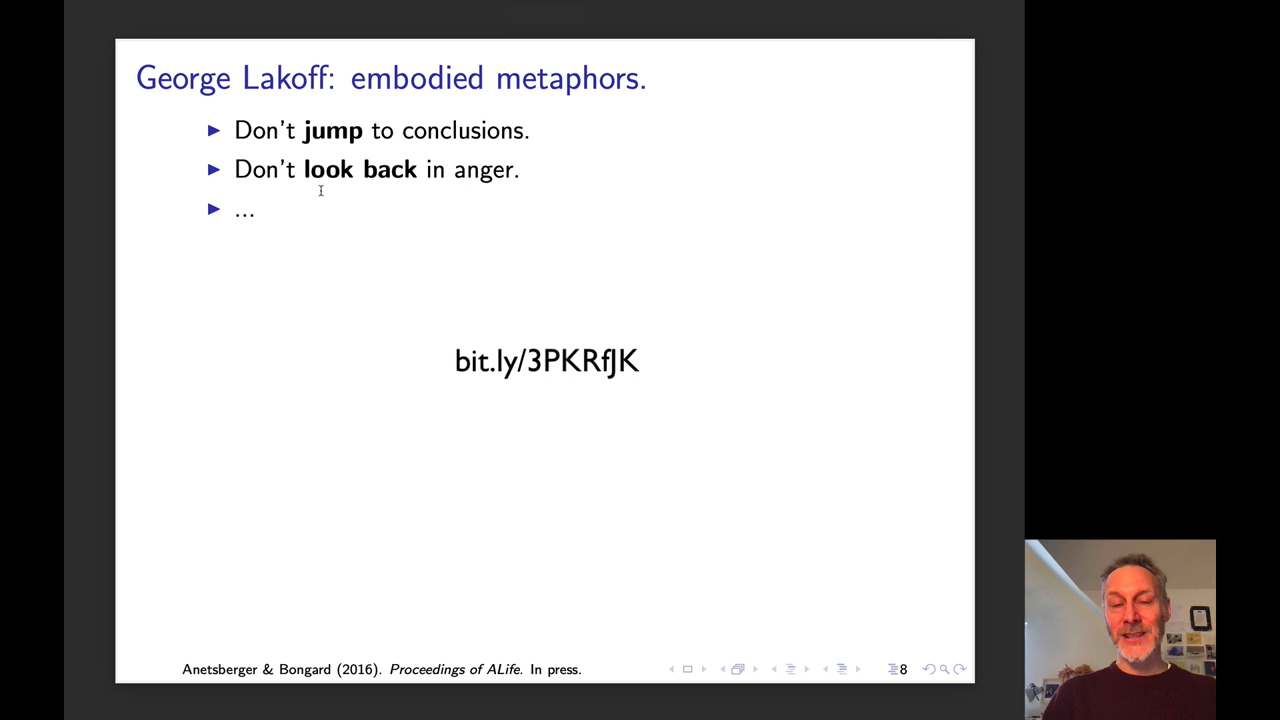 George Lakoff: embodied metaphors.
Don't jump to conclusions.
Don't look back in anger.
...
bit.ly/3PKRfJK
Anetsberger & Bongard (2016). Proceedings of ALife. In press.
8